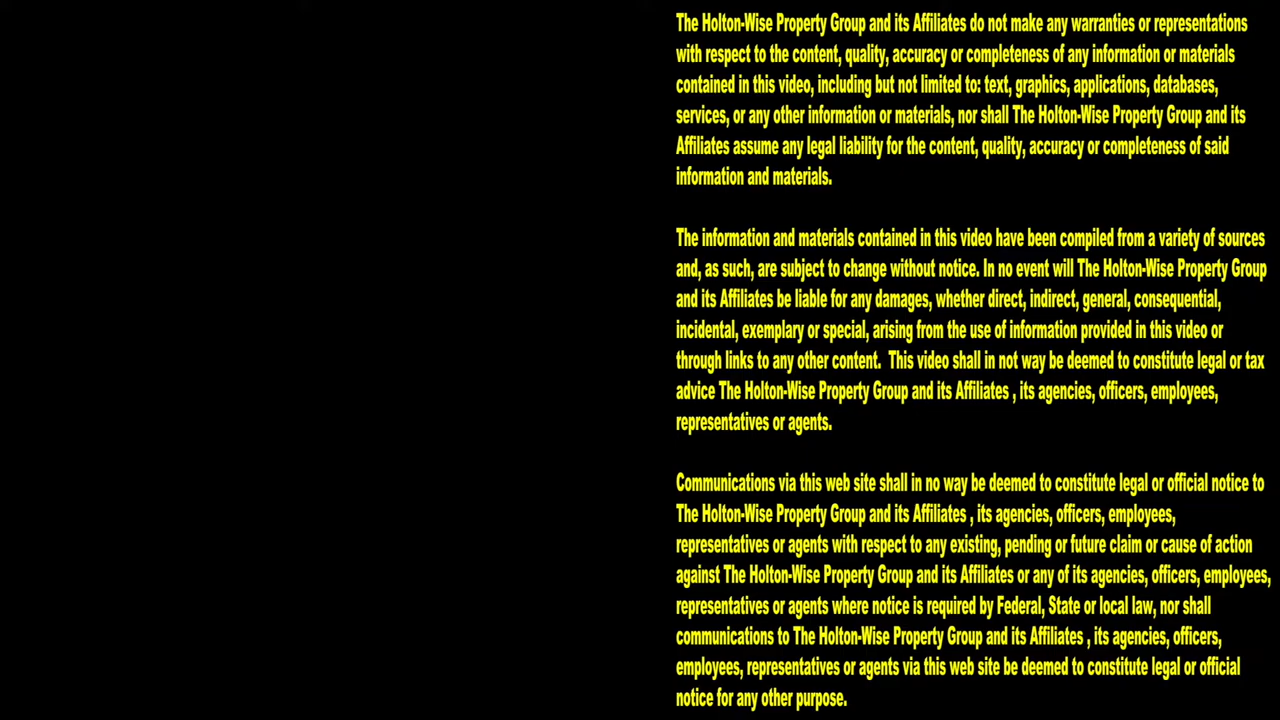 The Holton-Wise Property Group and its Affiliates do not make any warranties or representations
with respect to the content, quality, accuracy or completeness of any information or materials
contained in this video, including but not limited to: text, graphics, applications, databases,
services, or any other information or materials, nor shall The Holton-Wise Property Group and its
Affiliates assume any legal liability for the content, quality, accuracy or completeness of said
information and materials.
The information and materials contained in this video have been compiled from a variety of sources
and, as such, are subject to change without notice. In no event will The Holton-Wise Property Group
and its Affiliates be liable for any damages, whether direct, indirect, general, consequential,
incidental, exemplary or special, arising from the use of information provided in this video or
through links to any other content.  This video shall in not way be deemed to constitute legal or tax
advice The Holton-Wise Property Group and its Affiliates , its agencies, officers, employees,
representatives or agents.
Communications via this web site shall in no way be deemed to constitute legal or official notice to
The Holton-Wise Property Group and its Affiliates , its agencies, officers, employees,
representatives or agents with respect to any existing, pending or future claim or cause of action
against The Holton-Wise Property Group and its Affiliates or any of its agencies, officers, employees,
representatives or agents where notice is required by Federal, State or local law, nor shall
communications to The Holton-Wise Property Group and its Affiliates , its agencies, officers,
employees, representatives or agents via this web site be deemed to constitute legal or official
notice for any other purpose.